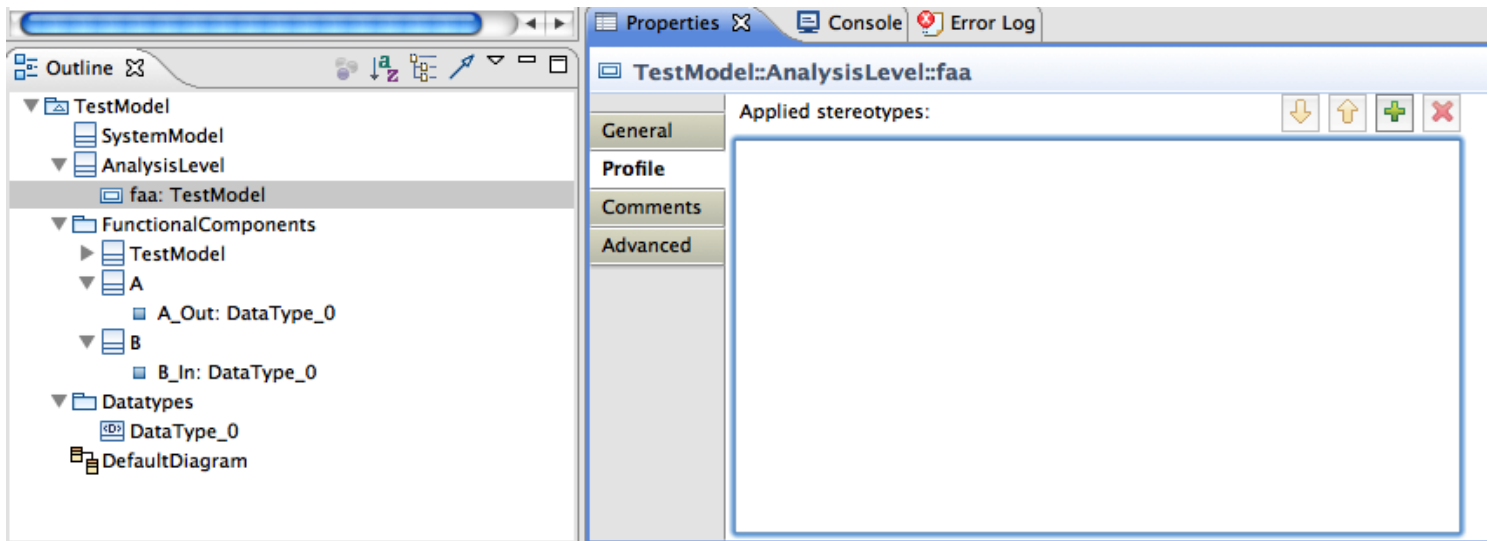 Outline
TestModel
SystemModel
AnalysisLevel
faa: TestModel
FunctionalComponents
TestModel
A
A_Out: DataType_0
B
B_In: DataType_0
Datatypes
<D> DataType_0
DefaultDiagram
Properties Console Error Log
TestModel::AnalysisLevel::faa
Applied stereotypes:
General
Profile
Comments
Advanced